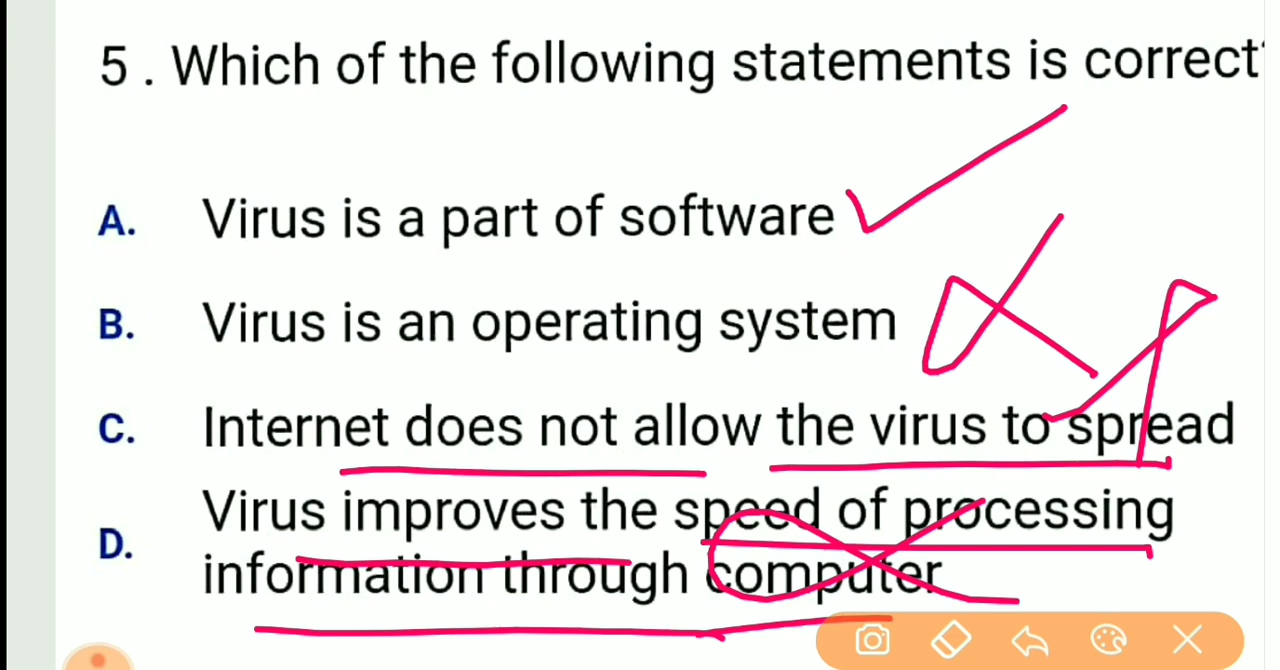 5 . Which of the following statements is correct
A. Virus is a part of software
B. Virus is an operating system
C. Internet does not allow the virus to spread
D. Virus improves the speed of processing
information through computer